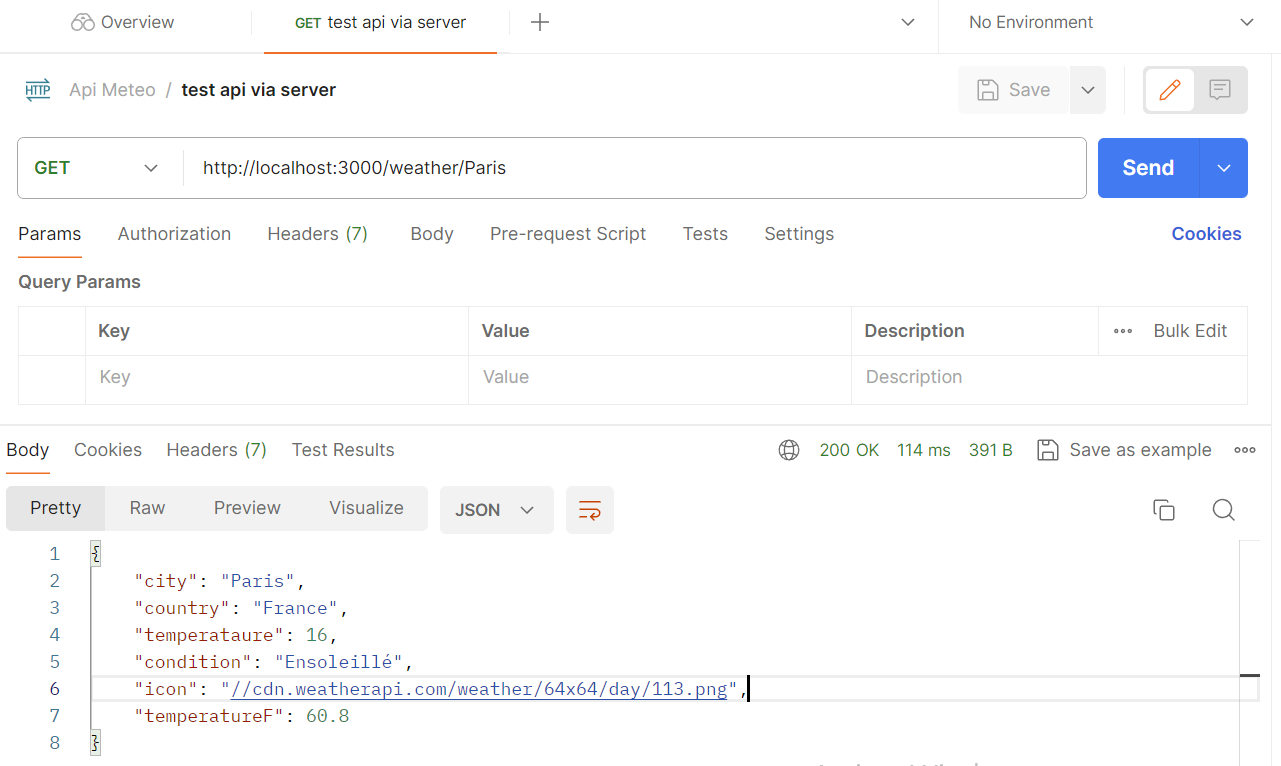 Overview
GET test api via server
No Environment
HTTP Api Meteo / test api via server
Save
GET http://localhost:3000/weather/Paris
Send
Params Authorization Headers (7) Body Pre-request Script Tests Settings Cookies
Query Params
Key Value Description Bulk Edit
Key Value Description
Body Cookies Headers (7) Test Results 200 OK 114 ms 391 B Save as example
Pretty Raw Preview Visualize JSON
1 {
2 "city": "Paris",
3 "country": "France",
4 "temperataure": 16,
5 "condition": "Ensoleillé",
6 "icon": "//cdn.weatherapi.com/weather/64x64/day/113.png",
7 "temperatureF": 60.8
8 }